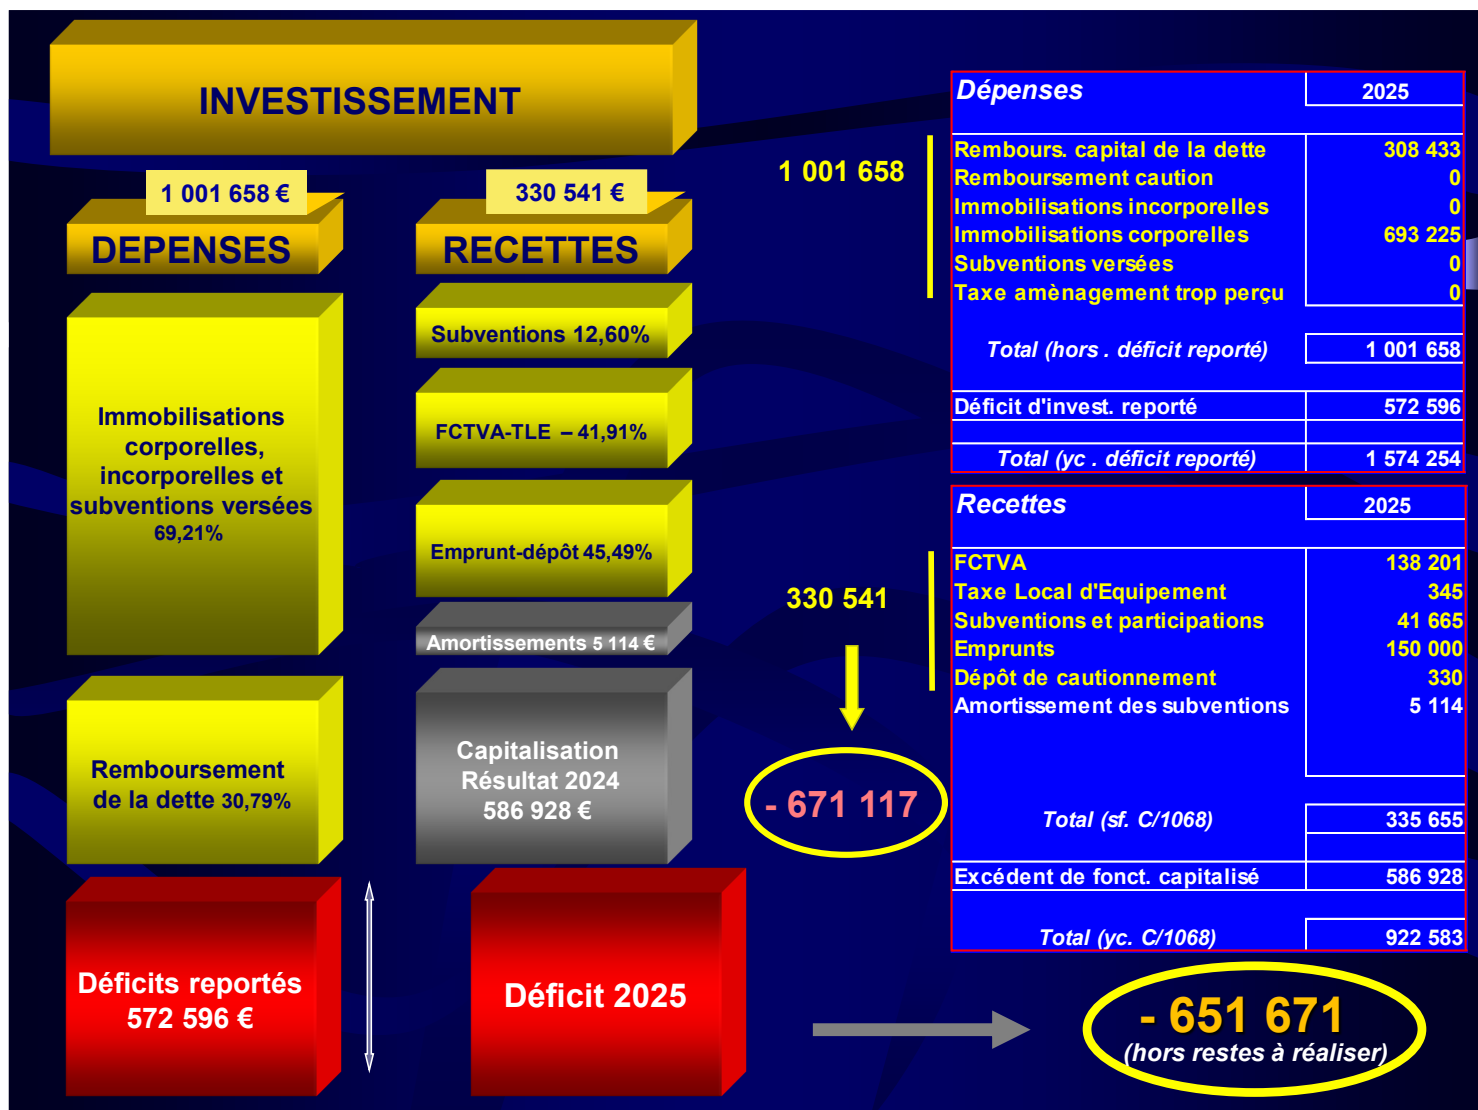 INVESTISSEMENT
1 001 658 €
DEPENSES
330 541 €
RECETTES
Immobilisations
corporelles,
incorporelles et
subventions versées
69,21%
Remboursement
de la dette 30,79%
Déficits reportés
572 596 €
Subventions 12,60%
FCTVA-TLE – 41,91%
Emprunt-dépôt 45,49%
Amortissements 5 114 €
Capitalisation
Résultat 2024
586 928 €
Déficit 2025
1 001 658
330 541
- 671 117
Dépenses 2025
Rembours. capital de la dette 308 433
Remboursement caution 0
Immobilisations incorporelles 0
Immobilisations corporelles 693 225
Subventions versées 0
Taxe amènagement trop perçu 0
Total (hors . déficit reporté) 1 001 658
Déficit d'invest. reporté 572 596
Total (yc . déficit reporté) 1 574 254
Recettes 2025
FCTVA 138 201
Taxe Local d'Equipement 345
Subventions et participations 41 665
Emprunts 150 000
Dépôt de cautionnement 330
Amortissement des subventions 5 114
Total (sf. C/1068) 335 655
Excédent de fonct. capitalisé 586 928
Total (yc. C/1068) 922 583
- 651 671
(hors restes à réaliser)